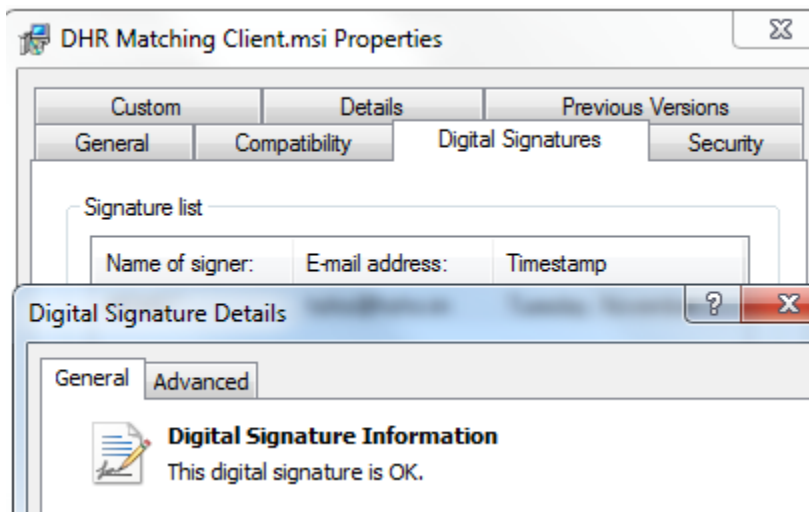 DHR Matching Client.msi Properties
Custom Details Previous Versions
General Compatibility Digital Signatures Security
Signature list
Name of signer: E-mail address: Timestamp
Digital Signature Details
?
General Advanced
Digital Signature Information
This digital signature is OK.